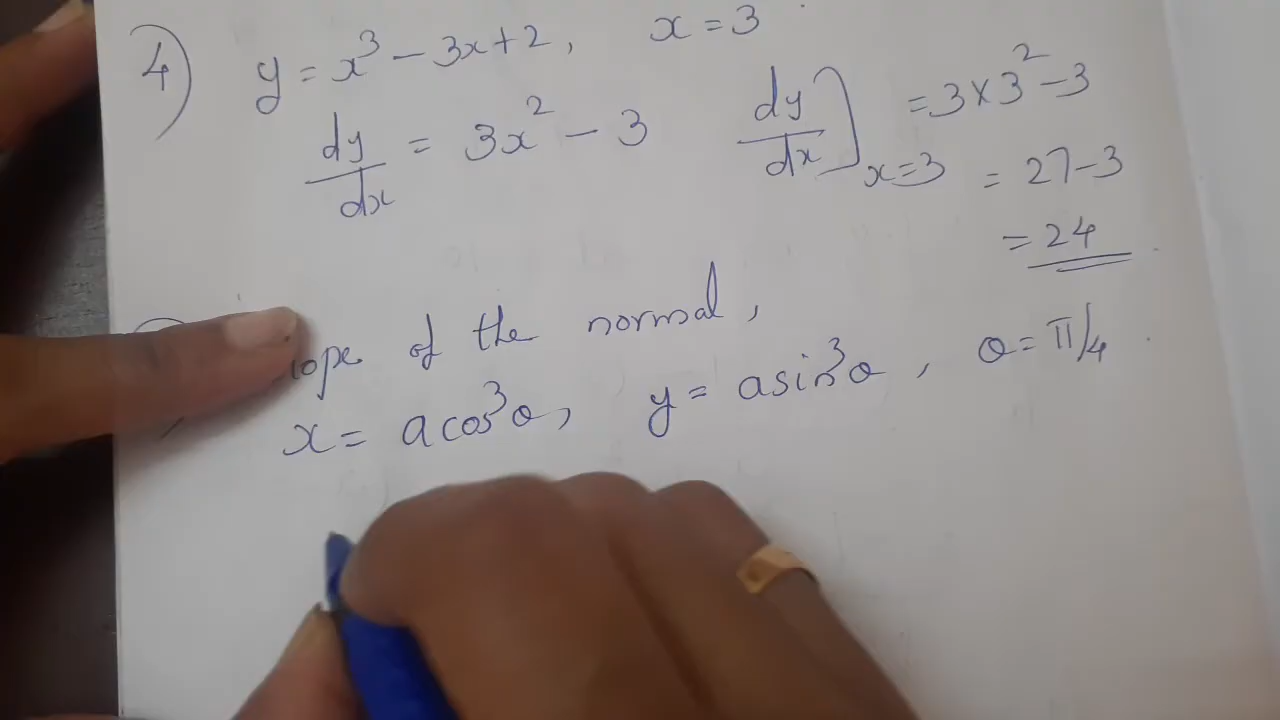 4) y = x³ - 3x + 2, x = 3
dy/dx = 3x² - 3 dy/dx]x=3 = 3×3² - 3
= 27 - 3
= 24
of the normal,
x = a cos³θ, y = a sin³θ, θ = π/4